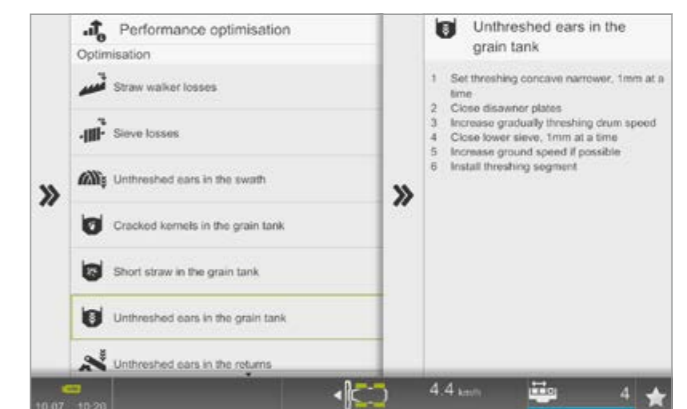 Performance optimisation
Optimisation
Straw walker losses
Sieve losses
Unthreshed ears in the swath
Cracked kernels in the grain tank
Short straw in the grain tank
Unthreshed ears in the grain tank
Unthreshed ears in the returns
Unthreshed ears in the
grain tank
1 Set threshing concave narrower, 1mm at a
time
2 Close disawner plates
3 Increase gradually threshing drum speed
4 Close lower sieve, 1mm at a time
5 Increase ground speed if possible
6 Install threshing segment
10.07 10:20
4.4 km/h
4